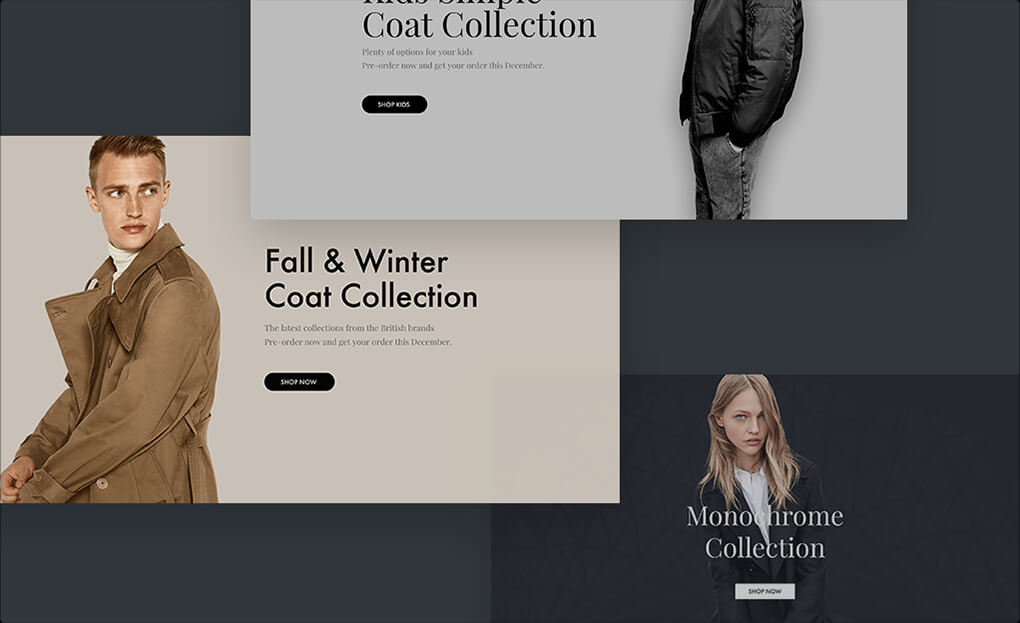 Kids Simple
Coat Collection
Plenty of options for your kids
Pre-order now and get your order this December.
SHOP KIDS
Fall & Winter
Coat Collection
The latest collections from the British brands
Pre-order now and get your order this December.
SHOP NOW
Monochrome
Collection
SHOP NOW